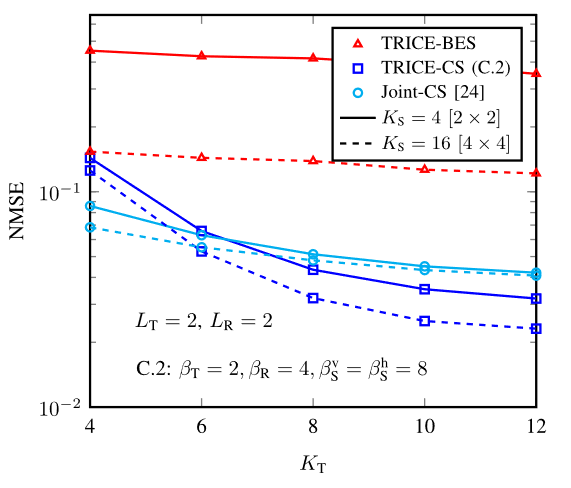 TRICE-BES
TRICE-CS (C.2)
Joint-CS [24]
K_S = 4 [2 × 2]
K_S = 16 [4 × 4]
10^{-1}
NMSE
L_T = 2, L_R = 2
C.2: β_T = 2, β_R = 4, β_S^v = β_S^h = 8
10^{-2}
4 6 8 10 12
K_T